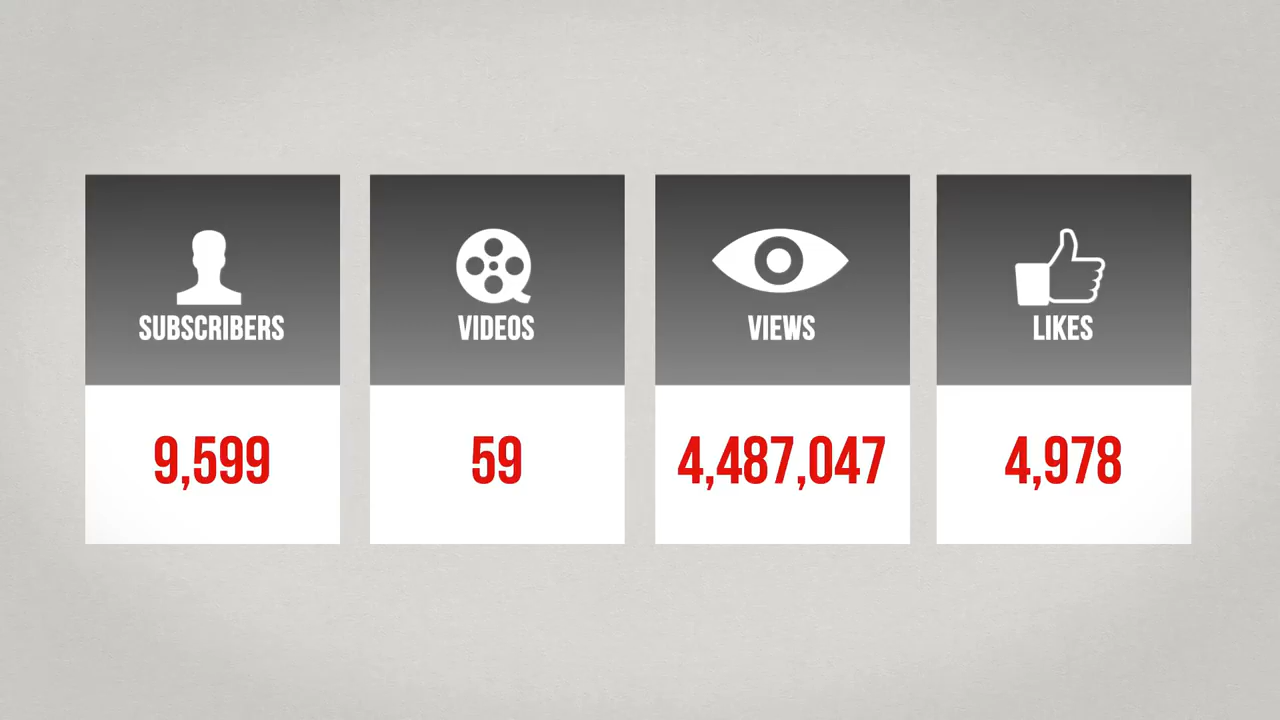 SUBSCRIBERS
9,599
VIDEOS
59
VIEWS
4,487,047
LIKES
4,978